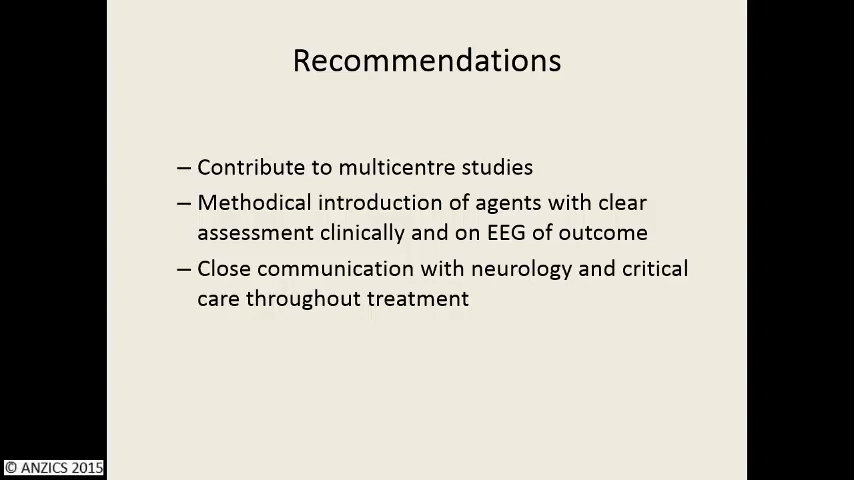 Recommendations
– Contribute to multicentre studies
– Methodical introduction of agents with clear
assessment clinically and on EEG of outcome
– Close communication with neurology and critical
care throughout treatment
© ANZICS 2015